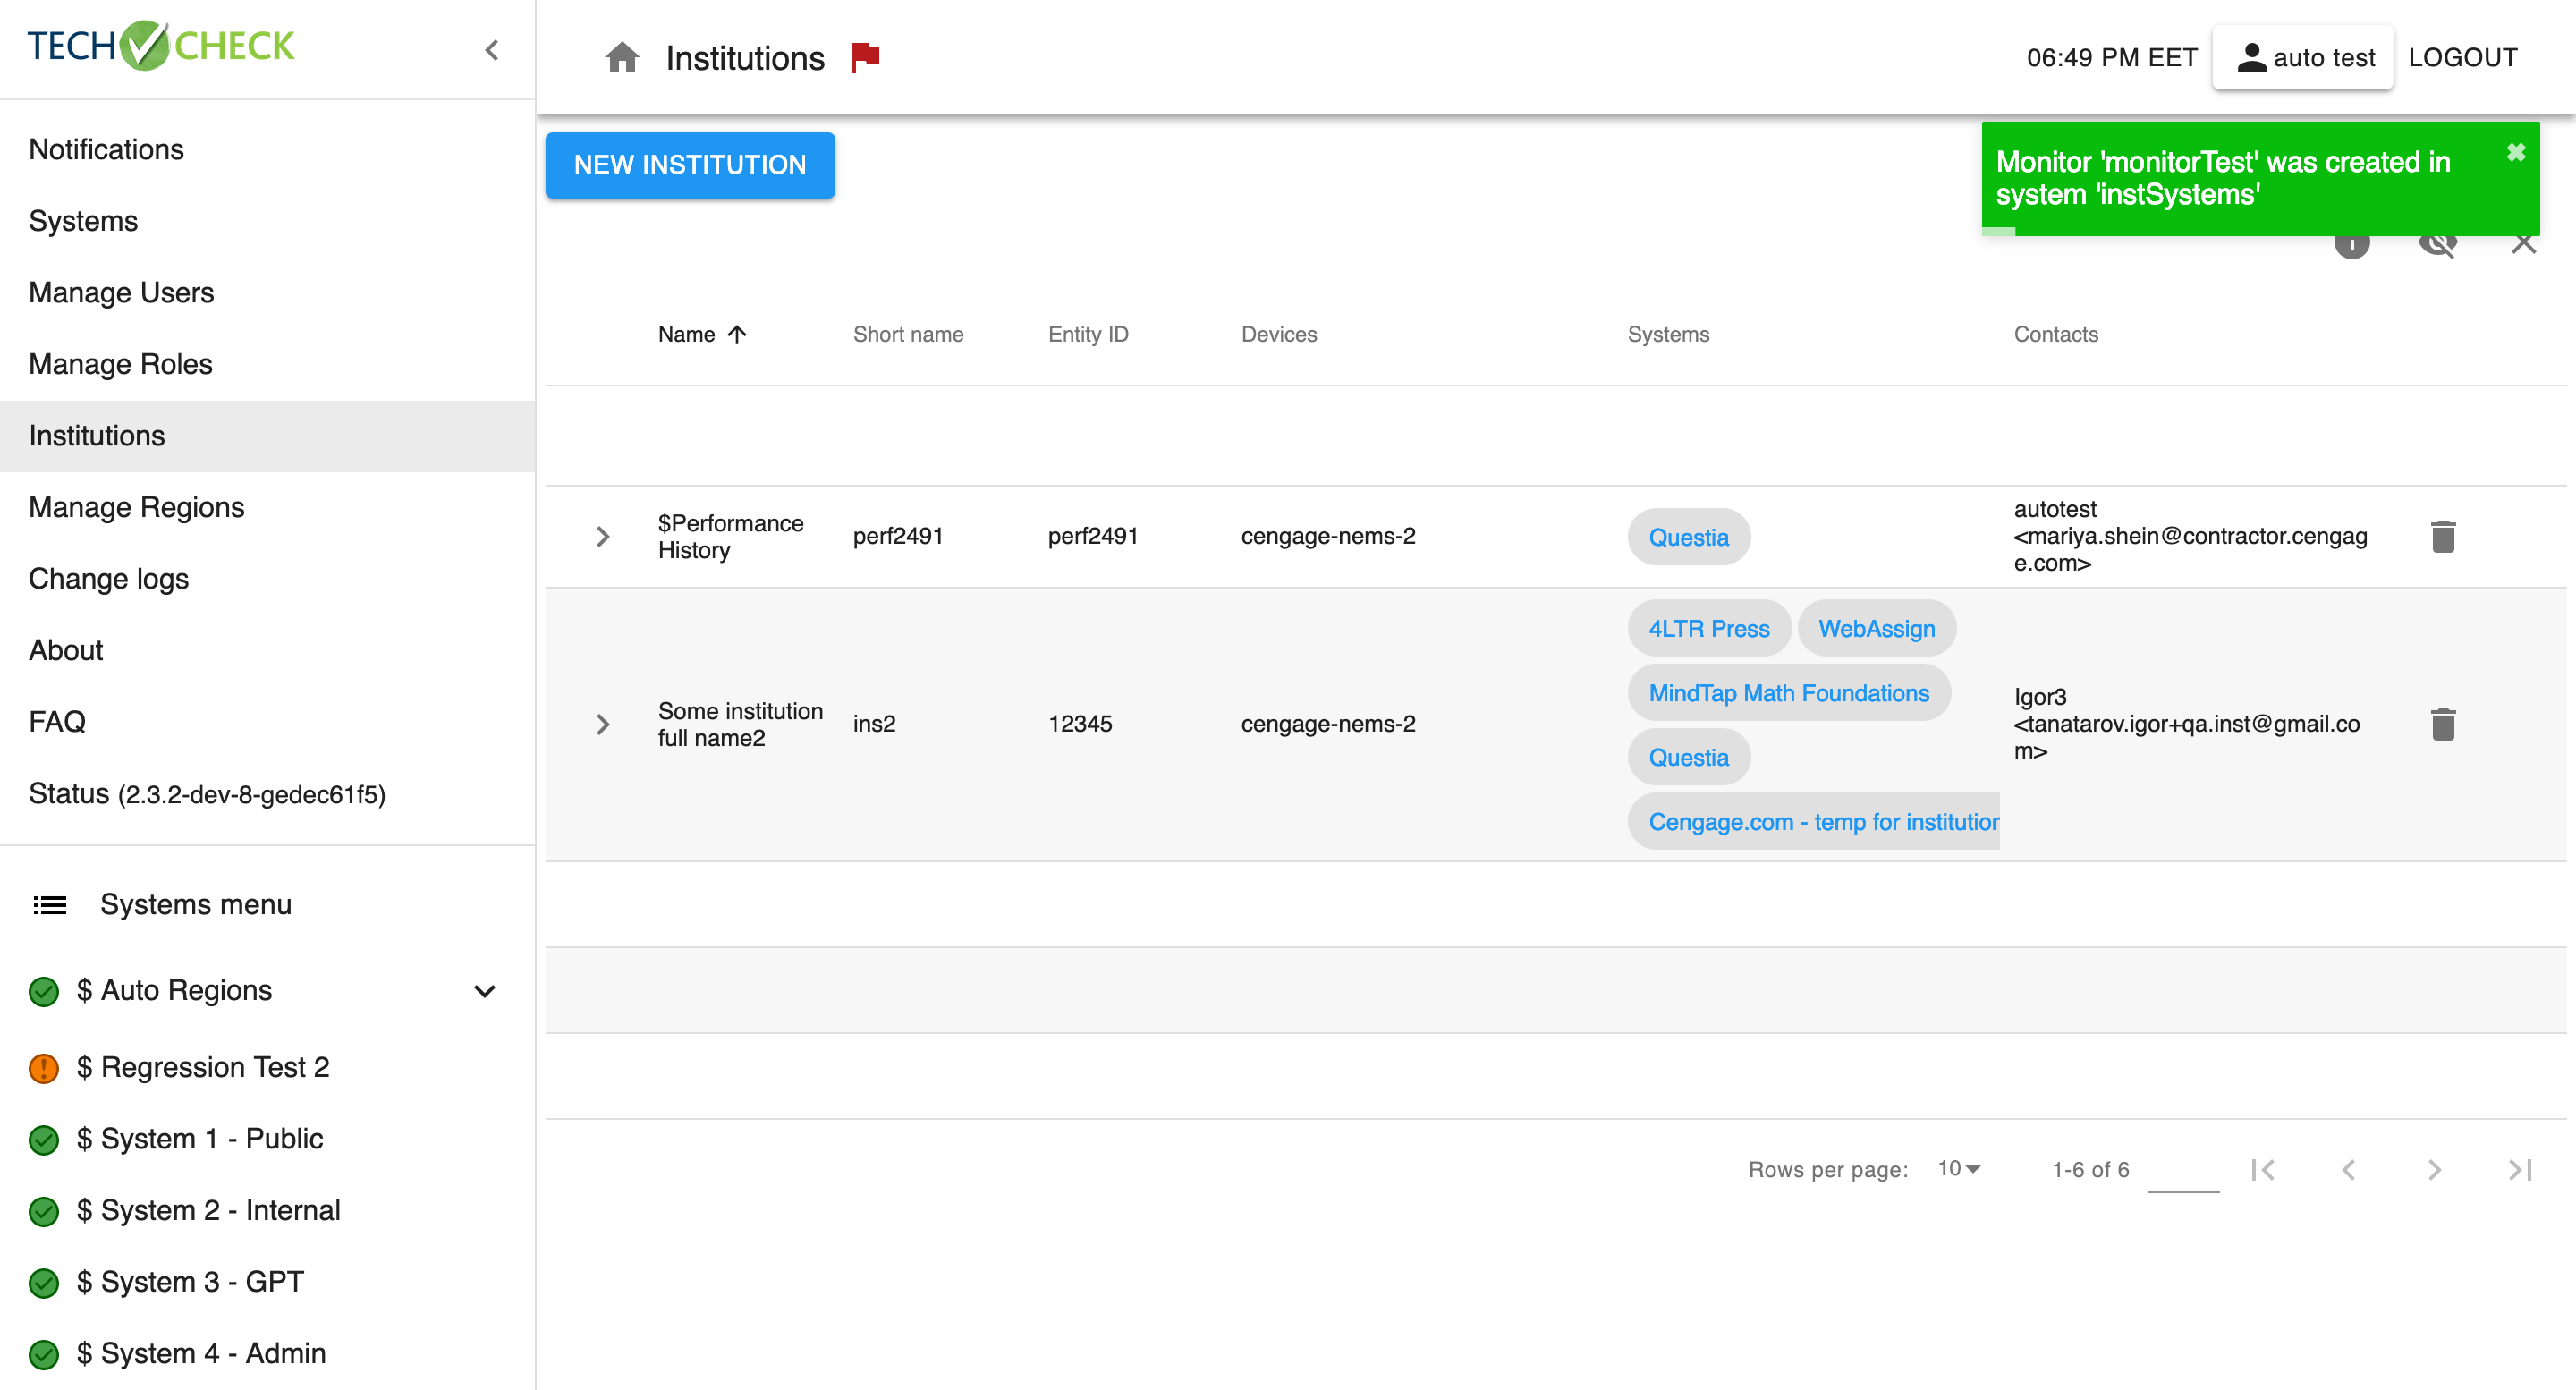 TECH CHECK
Institutions
06:49 PM EET
auto test
LOGOUT
Notifications
Systems
Manage Users
Manage Roles
Institutions
Manage Regions
Change logs
About
FAQ
Status (2.3.2-dev-8-gedec61f5)
Systems menu
$ Auto Regions
$ Regression Test 2
$ System 1 - Public
$ System 2 - Internal
$ System 3 - GPT
$ System 4 - Admin
NEW INSTITUTION
Monitor 'monitorTest' was created in
system 'instSystems'
Name
Short name
Entity ID
Devices
Systems
Contacts
$Performance
History
perf2491
perf2491
cengage-nems-2
Questia
autotest
<mariya.shein@contractor.cengag
e.com>
Some institution
full name2
ins2
12345
cengage-nems-2
4LTR Press
WebAssign
MindTap Math Foundations
Questia
Cengage.com - temp for institution
Igor3
<tanatarov.igor+qa.inst@gmail.co
m>
Rows per page:
10
1-6 of 6